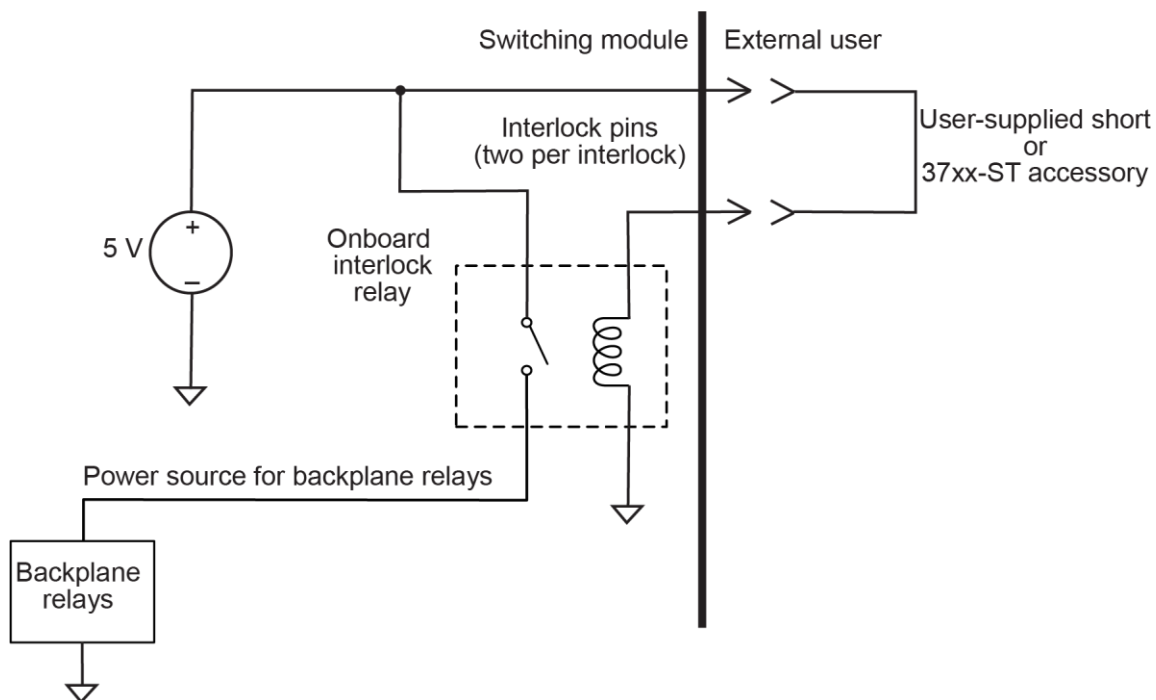 Switching module
External user
Interlock pins
(two per interlock)
User-supplied short
or
37xx-ST accessory
5 V
+
–
Onboard
interlock
relay
Power source for backplane relays
Backplane
relays